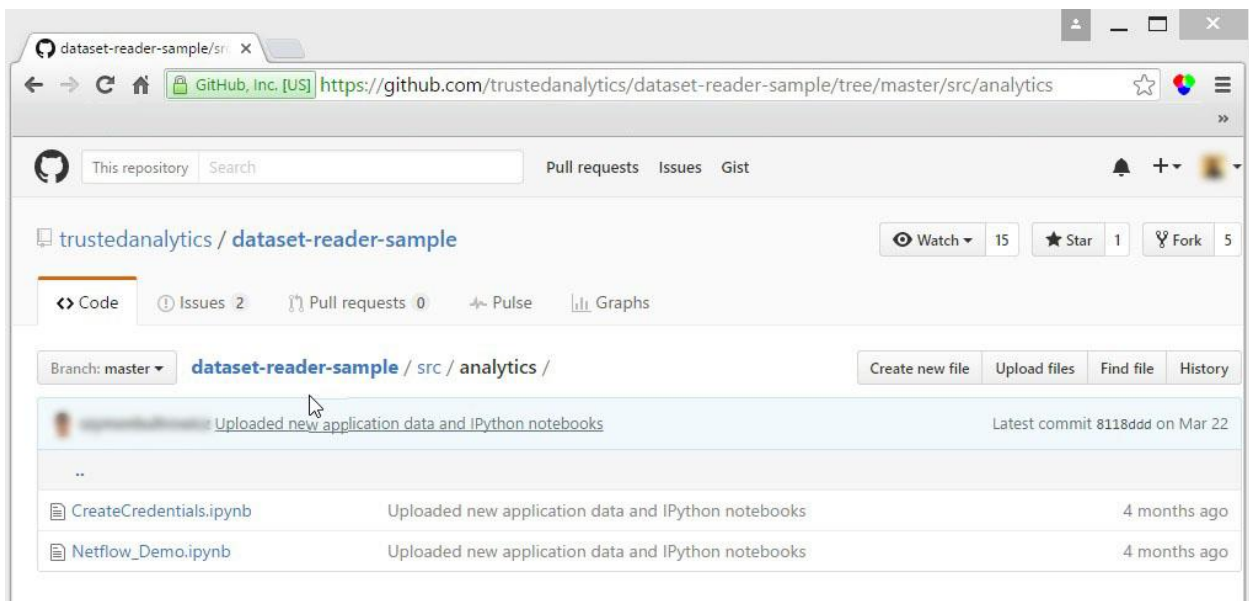 dataset-reader-sample/sr
GitHub, Inc. [US] https://github.com/trustedanalytics/dataset-reader-sample/tree/master/src/analytics
»
This repository Search Pull requests Issues Gist
trustedanalytics / dataset-reader-sample Watch 15 Star 1 Fork 5
Code Issues 2 Pull requests 0 Pulse Graphs
Branch: master dataset-reader-sample / src / analytics / Create new file Upload files Find file History
Uploaded new application data and IPython notebooks Latest commit 8118ddd on Mar 22
..
CreateCredentials.ipynb Uploaded new application data and IPython notebooks 4 months ago
Netflow_Demo.ipynb Uploaded new application data and IPython notebooks 4 months ago